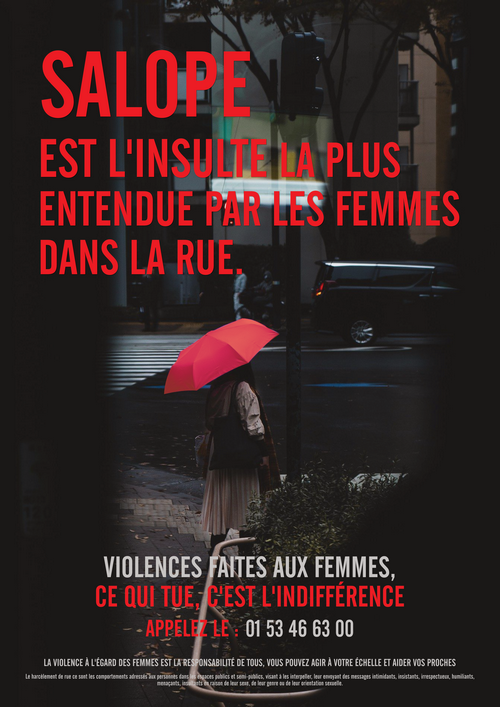 SALOPE
EST L'INSULTE LA PLUS
ENTENDUE PAR LES FEMMES
DANS LA RUE.
VIOLENCES FAITES AUX FEMMES,
CE QUI TUE, C'EST L'INDIFFÉRENCE
APPELEZ LE : 01 53 46 63 00
LA VIOLENCE À L'ÉGARD DES FEMMES EST LA RESPONSABILITÉ DE TOUS, VOUS POUVEZ AGIR À VOTRE ÉCHELLE ET AIDER VOS PROCHES
Le harcèlement de rue ce sont les comportements adressés aux personnes dans les espaces publics et semi-publics, visant à les interpeller, leur envoyant des messages intimidants, insistants, irrespectueux, humiliants,
menaçants, insultants en raison de leur sexe, de leur genre ou de leur orientation sexuelle.